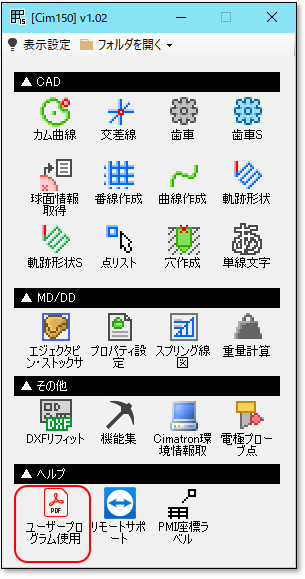 [Cim150] v1.02
表示設定 フォルダを開く
▲ CAD
カム曲線 交差線 歯車 歯車S
球面情報
取得
番線作成 曲線作成 軌跡形状
軌跡形状S 点リスト 穴作成 単線文字
あ
▲ MD/DD
エジェクタピ
ン・ストックサ
プロパティ設
定
スプリング線
図
重量計算
▲ その他
DXF
DXFリフィット 機能集
Cimatron環
境情報取
電極プローブ
点
▲ ヘルプ
PDF
ユーザープロ
グラム使用
リモートサポ
ート
PMI座標ラ
ベル